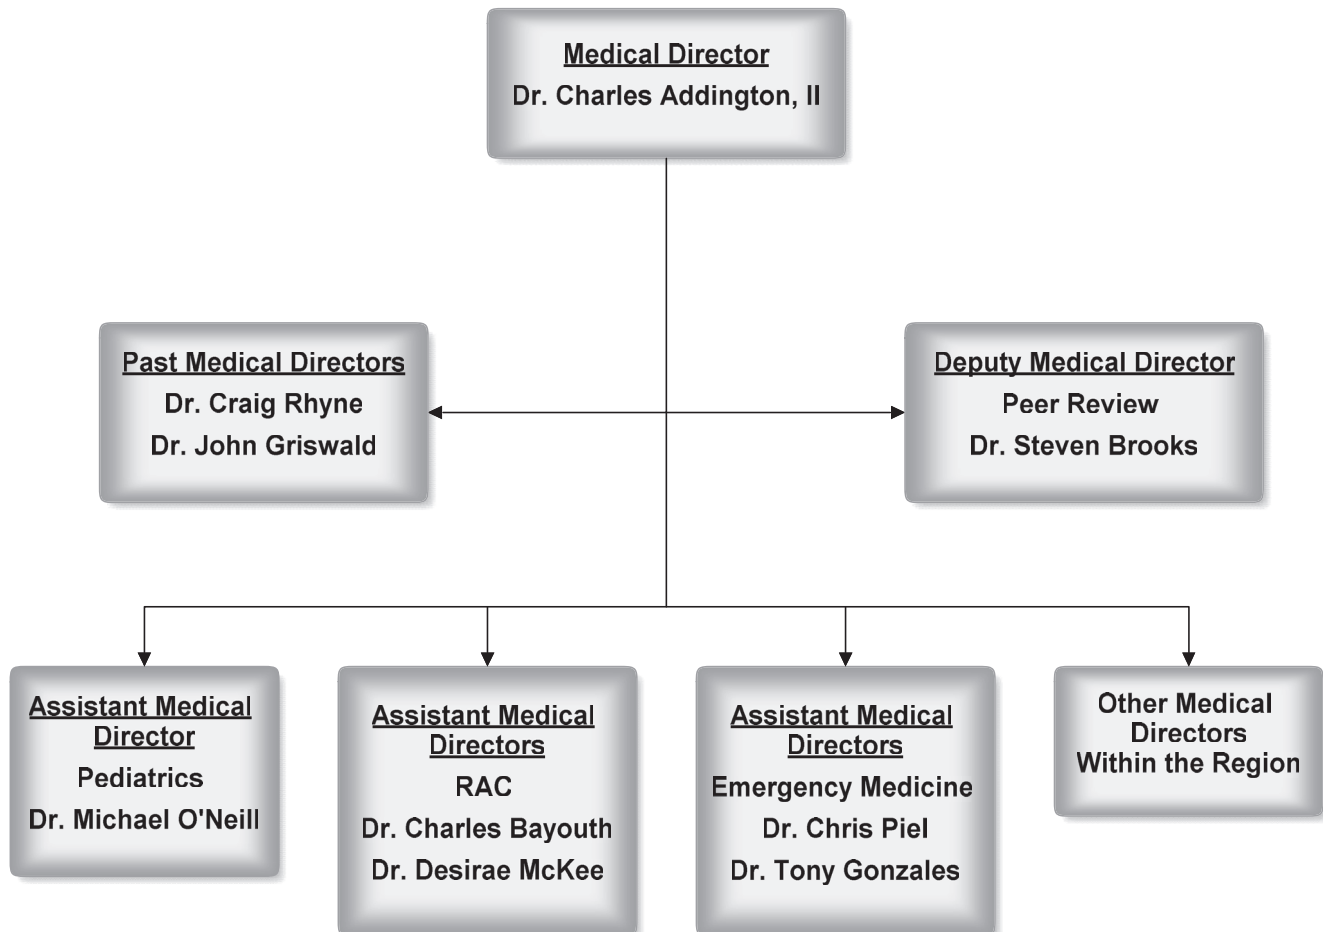 Medical Director
Dr. Charles Addington, II
Past Medical Directors
Dr. Craig Rhyne
Dr. John Griswald
Deputy Medical Director
Peer Review
Dr. Steven Brooks
Assistant Medical
Director
Pediatrics
Dr. Michael O'Neill
Assistant Medical
Directors
RAC
Dr. Charles Bayouth
Dr. Desirae McKee
Assistant Medical
Directors
Emergency Medicine
Dr. Chris Piel
Dr. Tony Gonzales
Other Medical
Directors
Within the Region